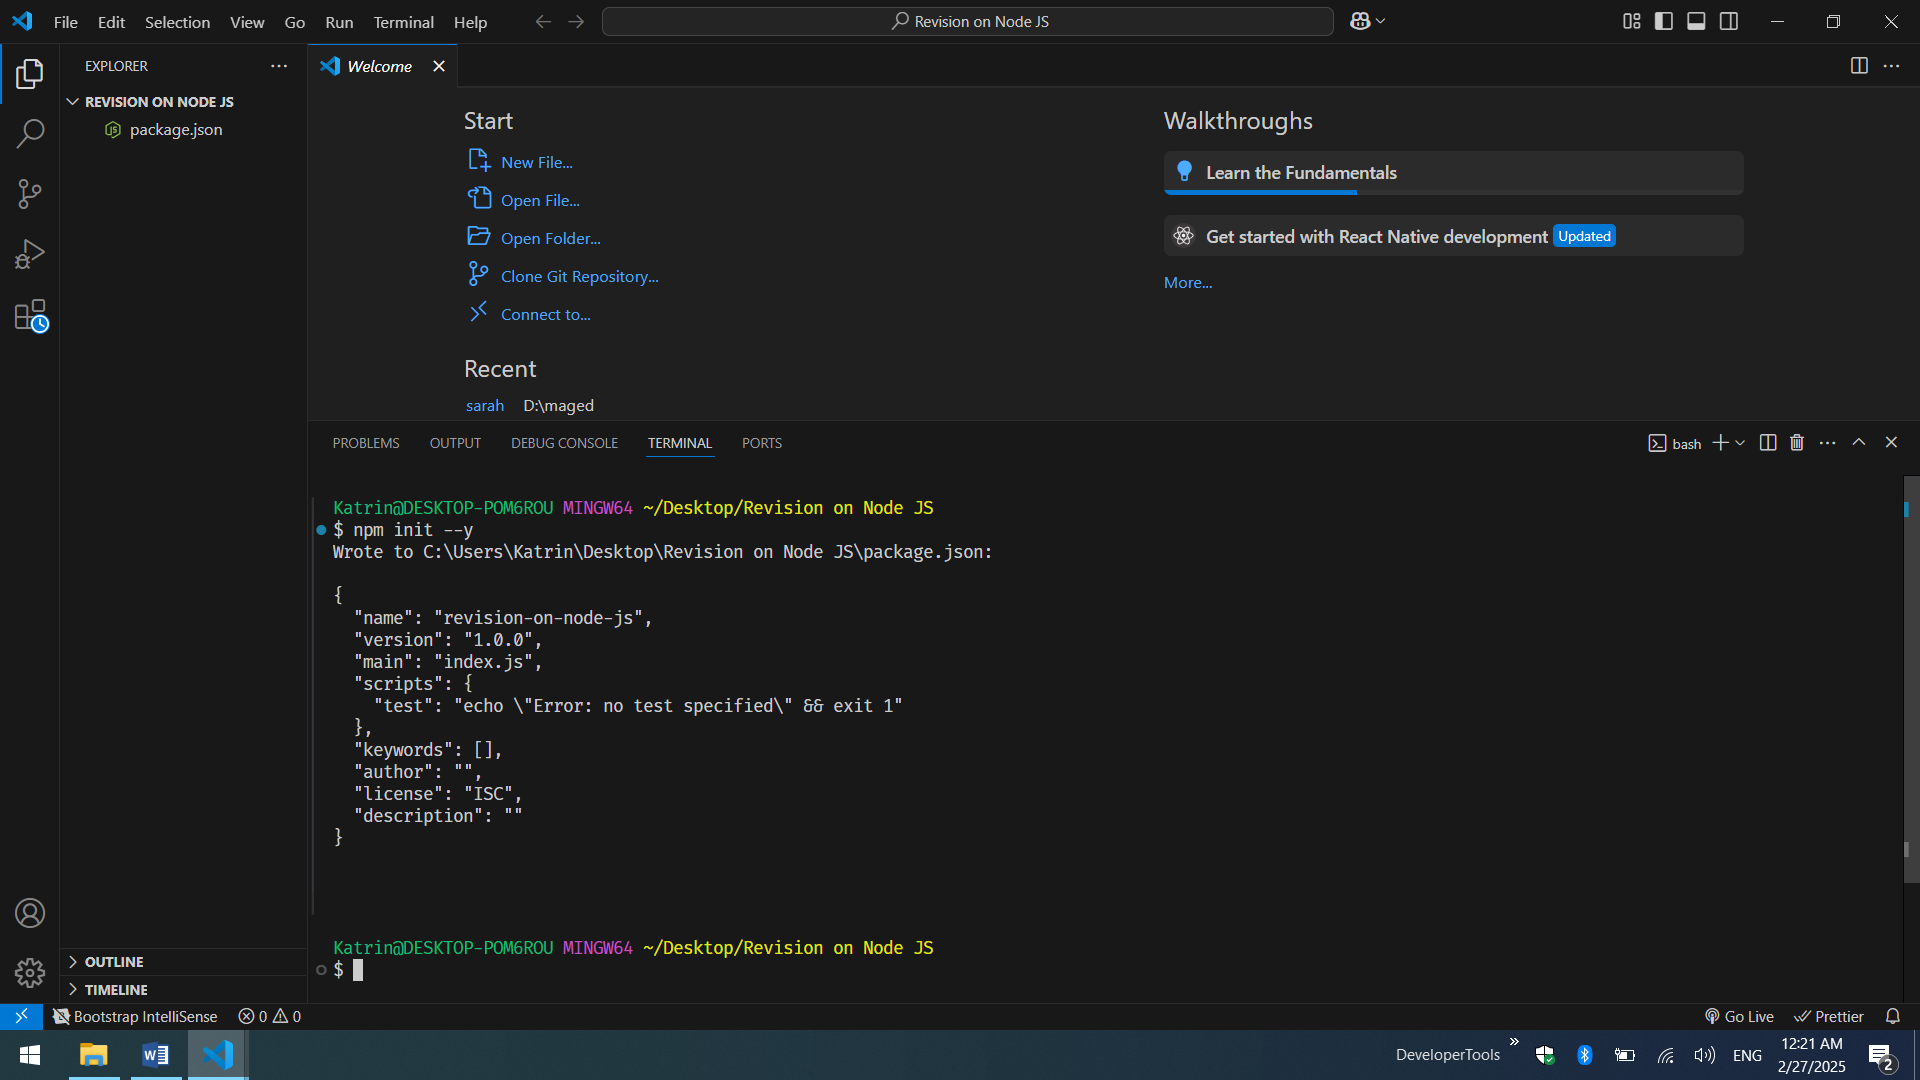 File Edit Selection View Go Run Terminal Help
Revision on Node JS
EXPLORER
REVISION ON NODE JS
package.json
OUTLINE
TIMELINE
Welcome
Start
New File...
Open File...
Open Folder...
Clone Git Repository...
Connect to...
Recent
sarah D:\maged
Walkthroughs
Learn the Fundamentals
Get started with React Native development Updated
More...
PROBLEMS OUTPUT DEBUG CONSOLE TERMINAL PORTS
bash
Katrin@DESKTOP-POM6ROU MINGW64 ~/Desktop/Revision on Node JS
$ npm init --y
Wrote to C:\Users\Katrin\Desktop\Revision on Node JS\package.json:
{
"name": "revision-on-node-js",
"version": "1.0.0",
"main": "index.js",
"scripts": {
"test": "echo \"Error: no test specified\" && exit 1"
},
"keywords": [],
"author": "",
"license": "ISC",
"description": ""
}
Katrin@DESKTOP-POM6ROU MINGW64 ~/Desktop/Revision on Node JS
$
Bootstrap IntelliSense 0 0
Go Live Prettier
DeveloperTools ENG
12:21 AM
2/27/2025
2